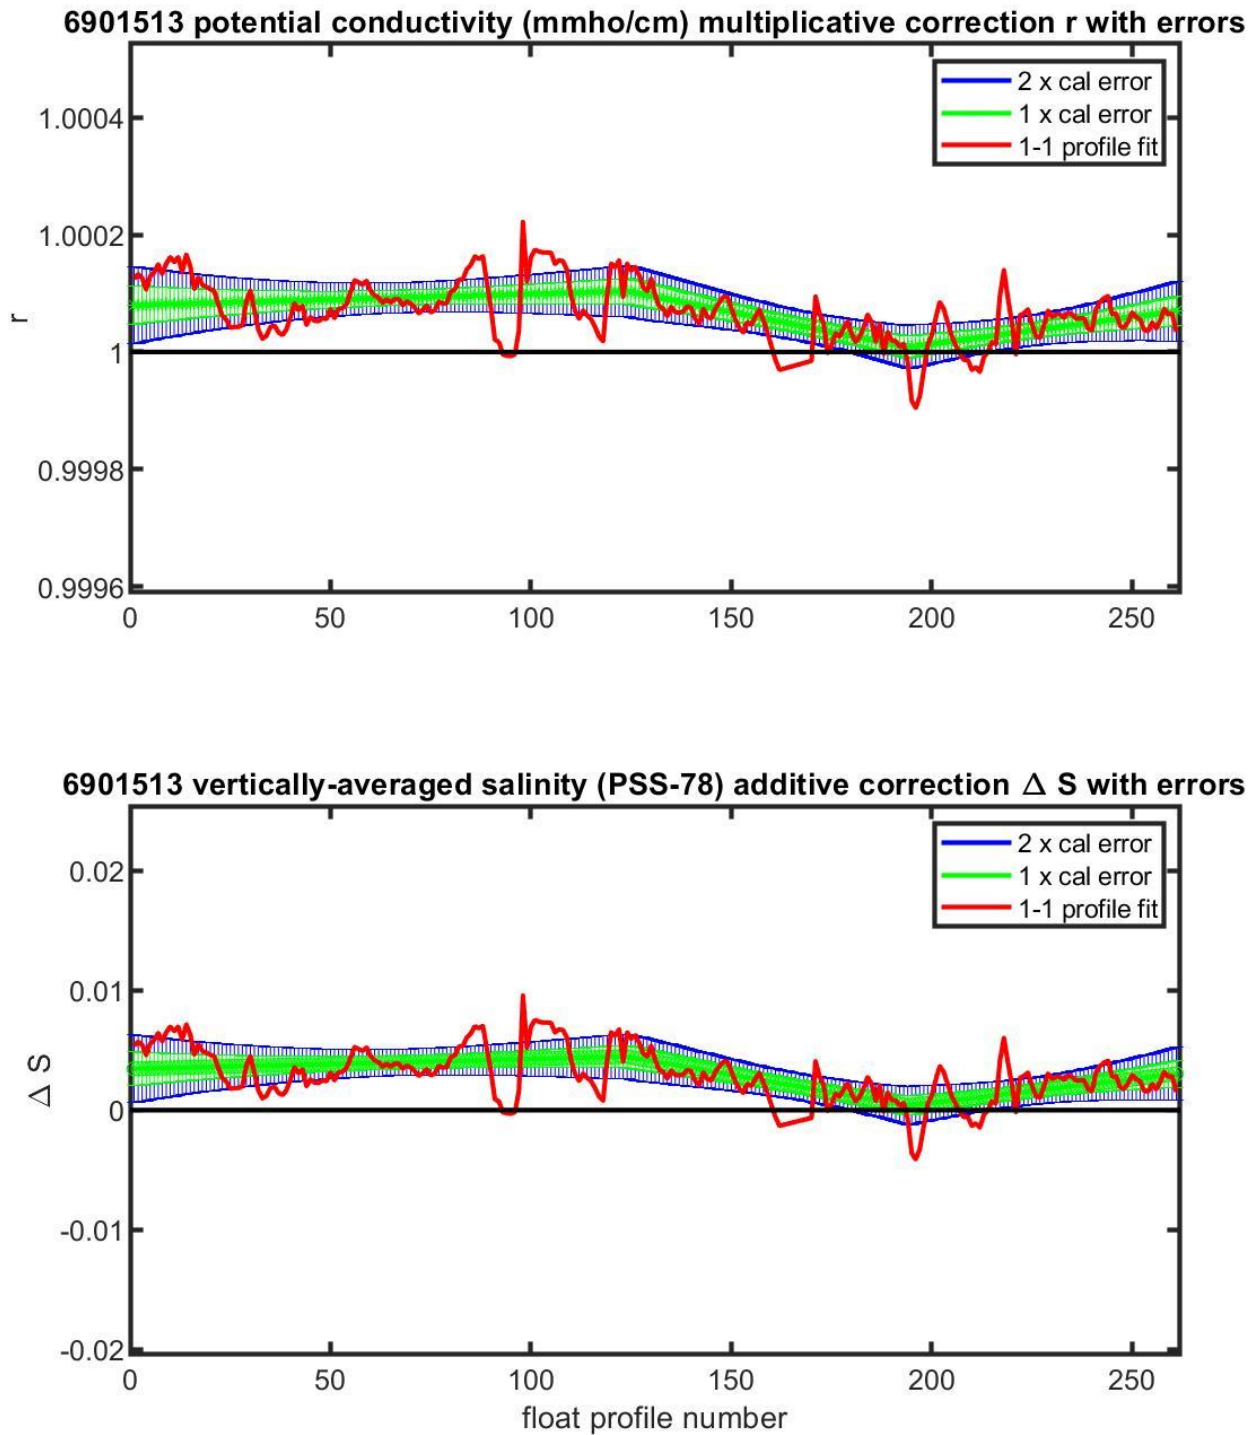 6901513 potential conductivity (mmho/cm) multiplicative correction r with errors
2 x cal error
1 x cal error
1-1 profile fit
1.0004
1.0002
1
0.9998
0.9996
r
0 50 100 150 200 250
6901513 vertically-averaged salinity (PSS-78) additive correction Δ S with errors
2 x cal error
1 x cal error
1-1 profile fit
0.02
0.01
0
-0.01
-0.02
Δ S
0 50 100 150 200 250
float profile number